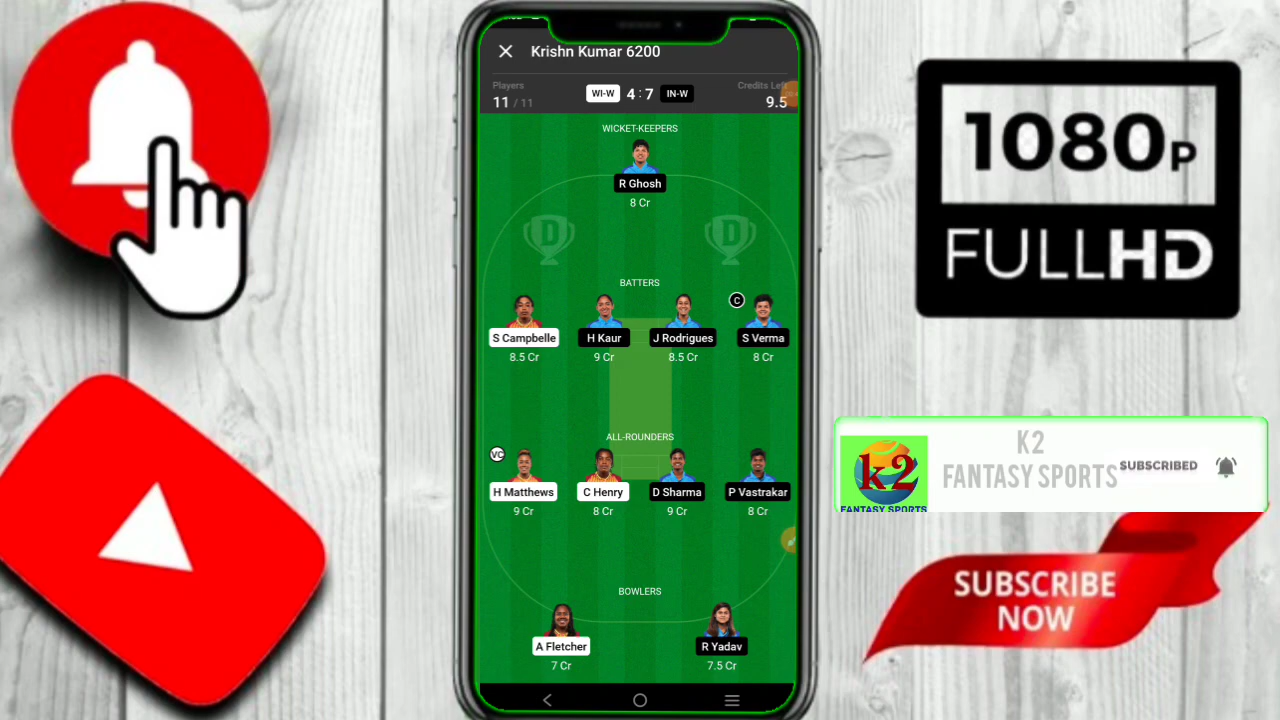 Krishn Kumar 6200
Players
Credits Left
11 / 11
WI-W 4 : 7 IN-W
9.5
WICKET-KEEPERS
R Ghosh
8 Cr
D
D
BATTERS
C
S Campbelle
H Kaur
J Rodrigues
S Verma
8.5 Cr
9 Cr
8.5 Cr
8 Cr
ALL-ROUNDERS
VC
H Matthews
C Henry
D Sharma
P Vastrakar
9 Cr
8 Cr
9 Cr
8 Cr
BOWLERS
A Fletcher
R Yadav
7 Cr
7.5 Cr
1080P
FULL HD
K2
FANTASY SPORTS
SUBSCRIBED
k2
FANTASY SPORTS
SUBSCRIBE
NOW